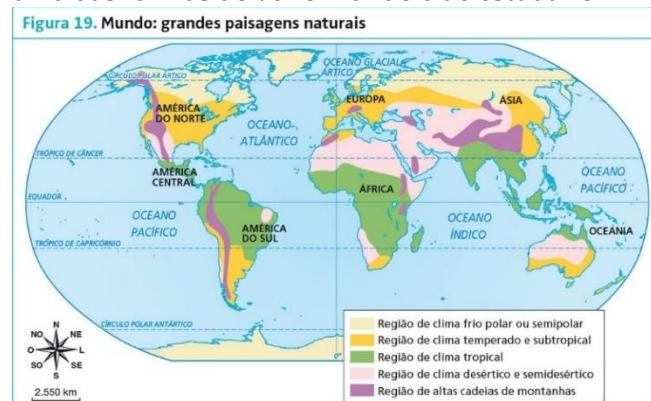 Figura 19. Mundo: grandes paisagens naturais
OCEANO GLACIAL
ÁRTICO
CÍRCULO POLAR ÁRTICO
EUROPA
ÁSIA
AMÉRICA
DO NORTE
OCEANO
ATLÂNTICO
TRÓPICO DE CÂNCER
AMÉRICA
CENTRAL
ÁFRICA
OCEANO
PACÍFICO
EQUADOR
OCEANO
PACÍFICO
AMÉRICA
DO SUL
OCEANO
ÍNDICO
OCEANIA
TRÓPICO DE CAPRICÓRNIO
CÍRCULO POLAR ANTÁRTICO
0°
N
NO NE
O L
SO SE
S
2.550 km
Região de clima frio polar ou semipolar
Região de clima temperado e subtropical
Região de clima tropical
Região de clima desértico e semidesértico
Região de altas cadeias de montanhas